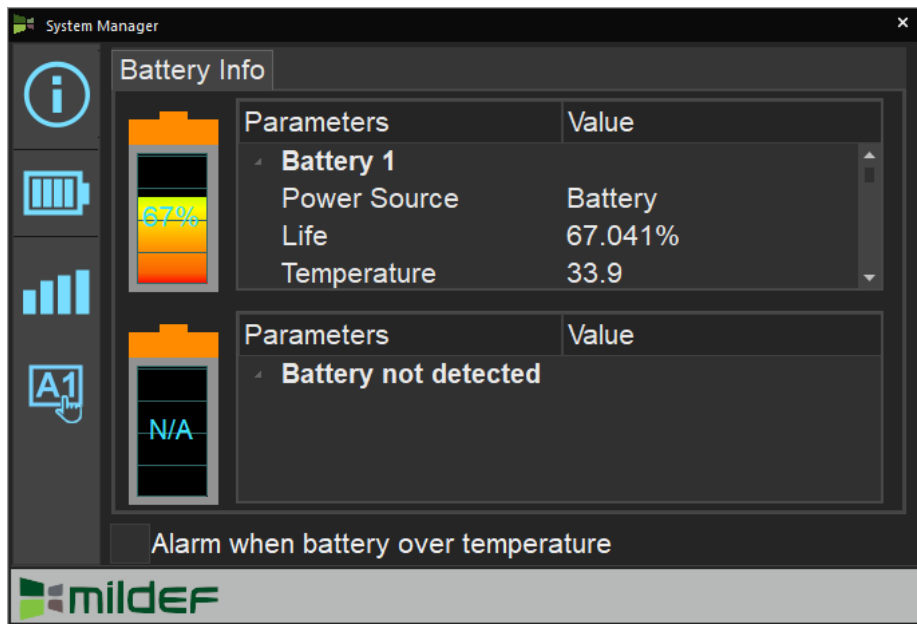 System Manager
Battery Info
Parameters Value
Battery 1
67%
Power Source Battery
Life 67.041%
Temperature 33.9
Parameters Value
Battery not detected
N/A
A1
Alarm when battery over temperature
mildef